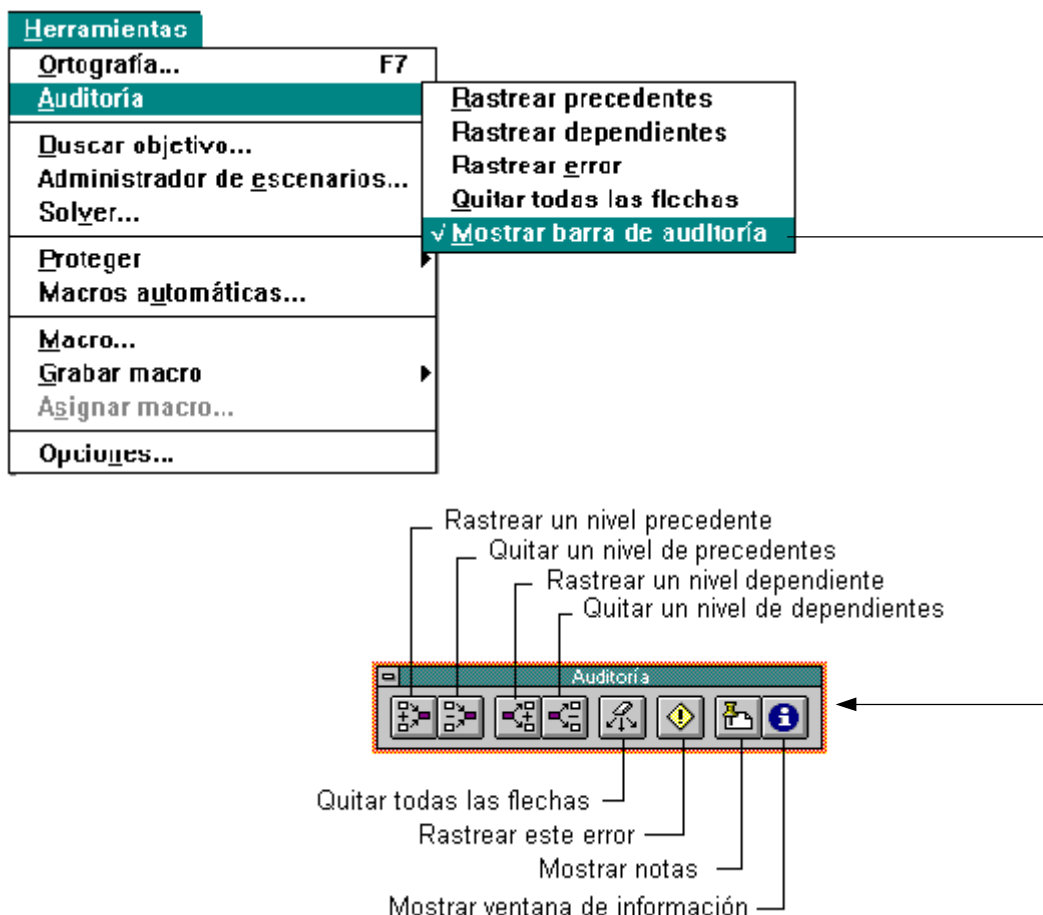 Herramientas
Ortografía... F7
Auditoría
Buscar objetivo...
Administrador de escenarios...
Solver...
Proteger
Macros automáticas...
Macro...
Grabar macro
Asignar macro...
Opciones...
Rastrear precedentes
Rastrear dependientes
Rastrear error
Quitar todas las flechas
√ Mostrar barra de auditoría
Rastrear un nivel precedente
Quitar un nivel de precedentes
Rastrear un nivel dependiente
Quitar un nivel de dependientes
Auditoría
Quitar todas las flechas
Rastrear este error
Mostrar notas
Mostrar ventana de información